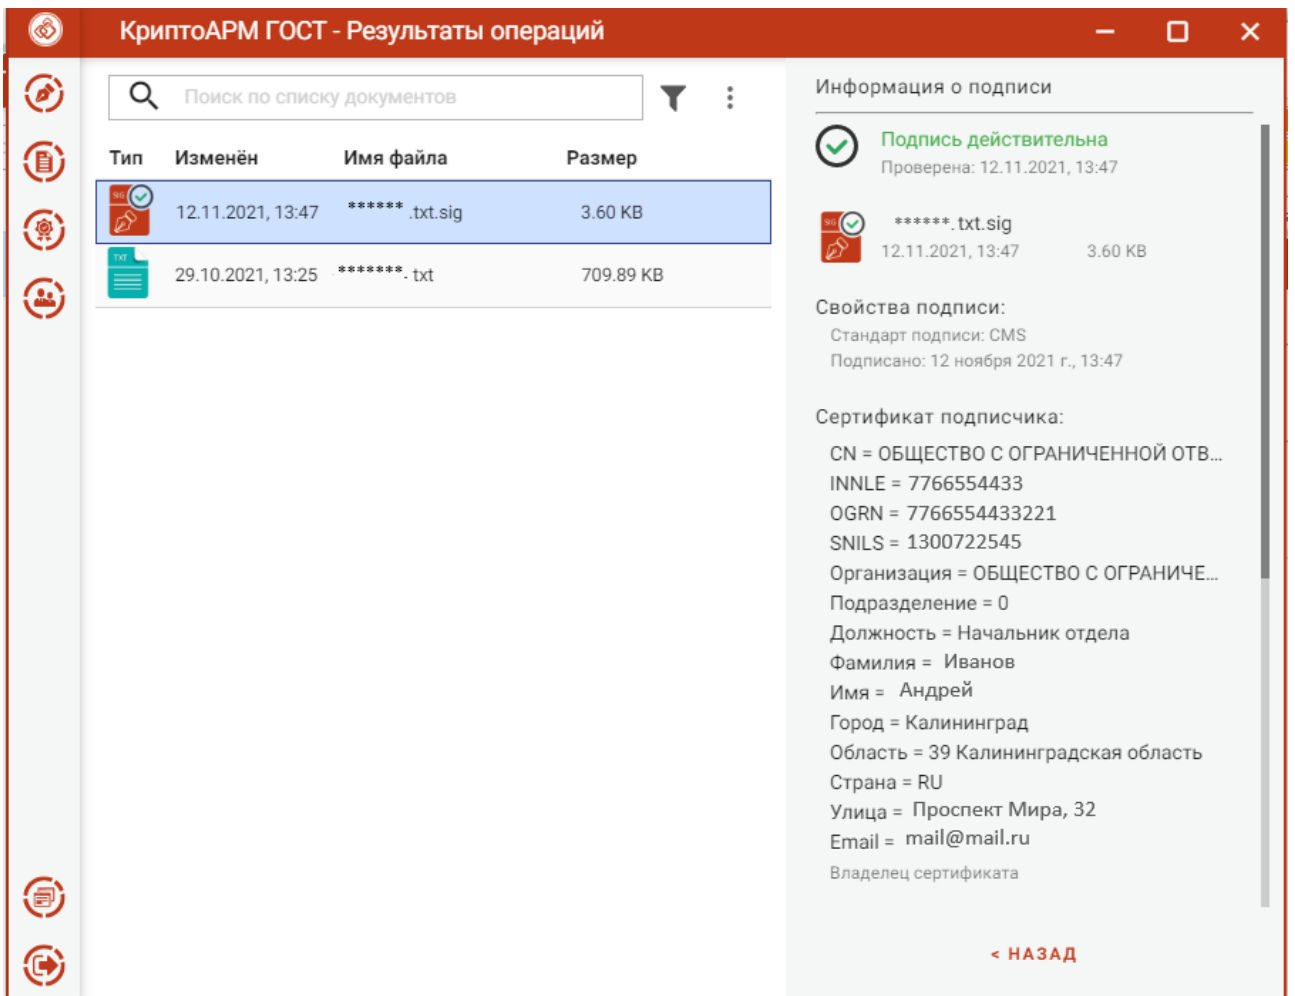 КриптоАРМ ГОСТ - Результаты операций
Поиск по списку документов
Тип Изменён Имя файла Размер
SIG 12.11.2021, 13:47 ****** .txt.sig 3.60 KB
TXT 29.10.2021, 13:25 *******. txt 709.89 KB
Информация о подписи
Подпись действительна
Проверена: 12.11.2021, 13:47
SIG ******.txt.sig
12.11.2021, 13:47 3.60 KB
Свойства подписи:
Стандарт подписи: CMS
Подписано: 12 ноября 2021 г., 13:47
Сертификат подписчика:
CN = ОБЩЕСТВО С ОГРАНИЧЕННОЙ ОТВ...
INNLE = 7766554433
OGRN = 7766554433221
SNILS = 1300722545
Организация = ОБЩЕСТВО С ОГРАНИЧЕ...
Подразделение = 0
Должность = Начальник отдела
Фамилия = Иванов
Имя = Андрей
Город = Калининград
Область = 39 Калининградская область
Страна = RU
Улица = Проспект Мира, 32
Email = mail@mail.ru
Владелец сертификата
< НАЗАД